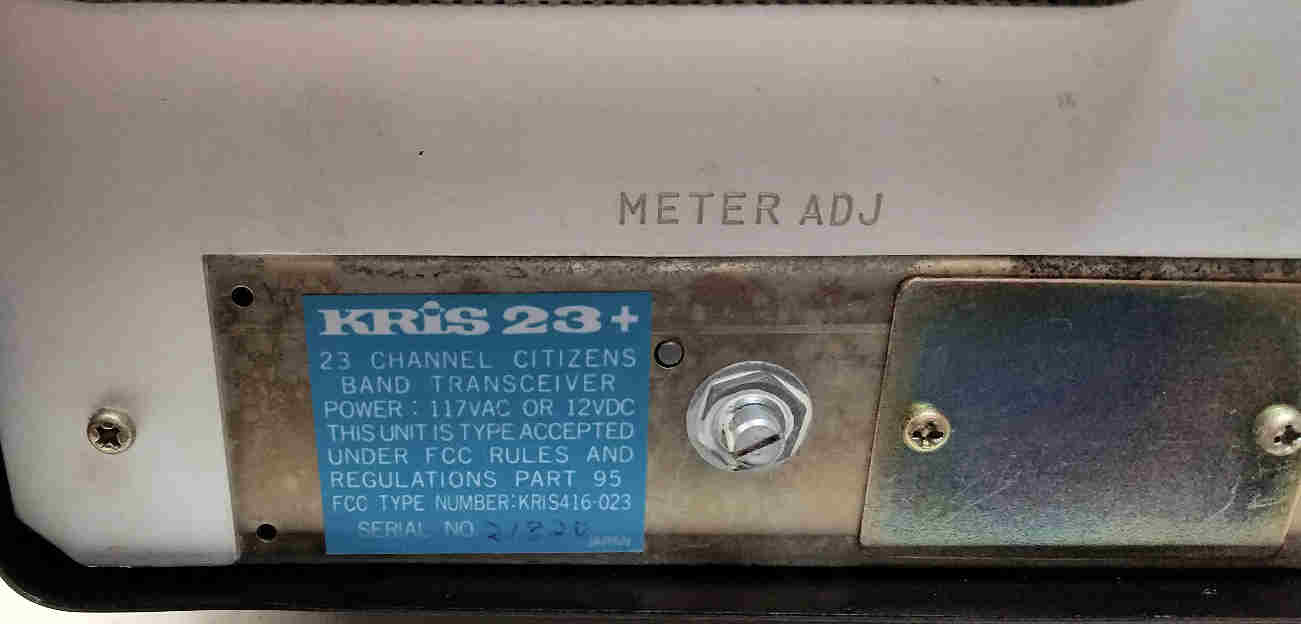 METER ADJ
KRiS 23+
23 CHANNEL CITIZENS
BAND TRANSCEIVER
POWER: 117VAC OR 12VDC
THIS UNIT IS TYPE ACCEPTED
UNDER FCC RULES AND
REGULATIONS PART 95
FCC TYPE NUMBER: KRiS416-023
SERIAL NO.
JAPAN